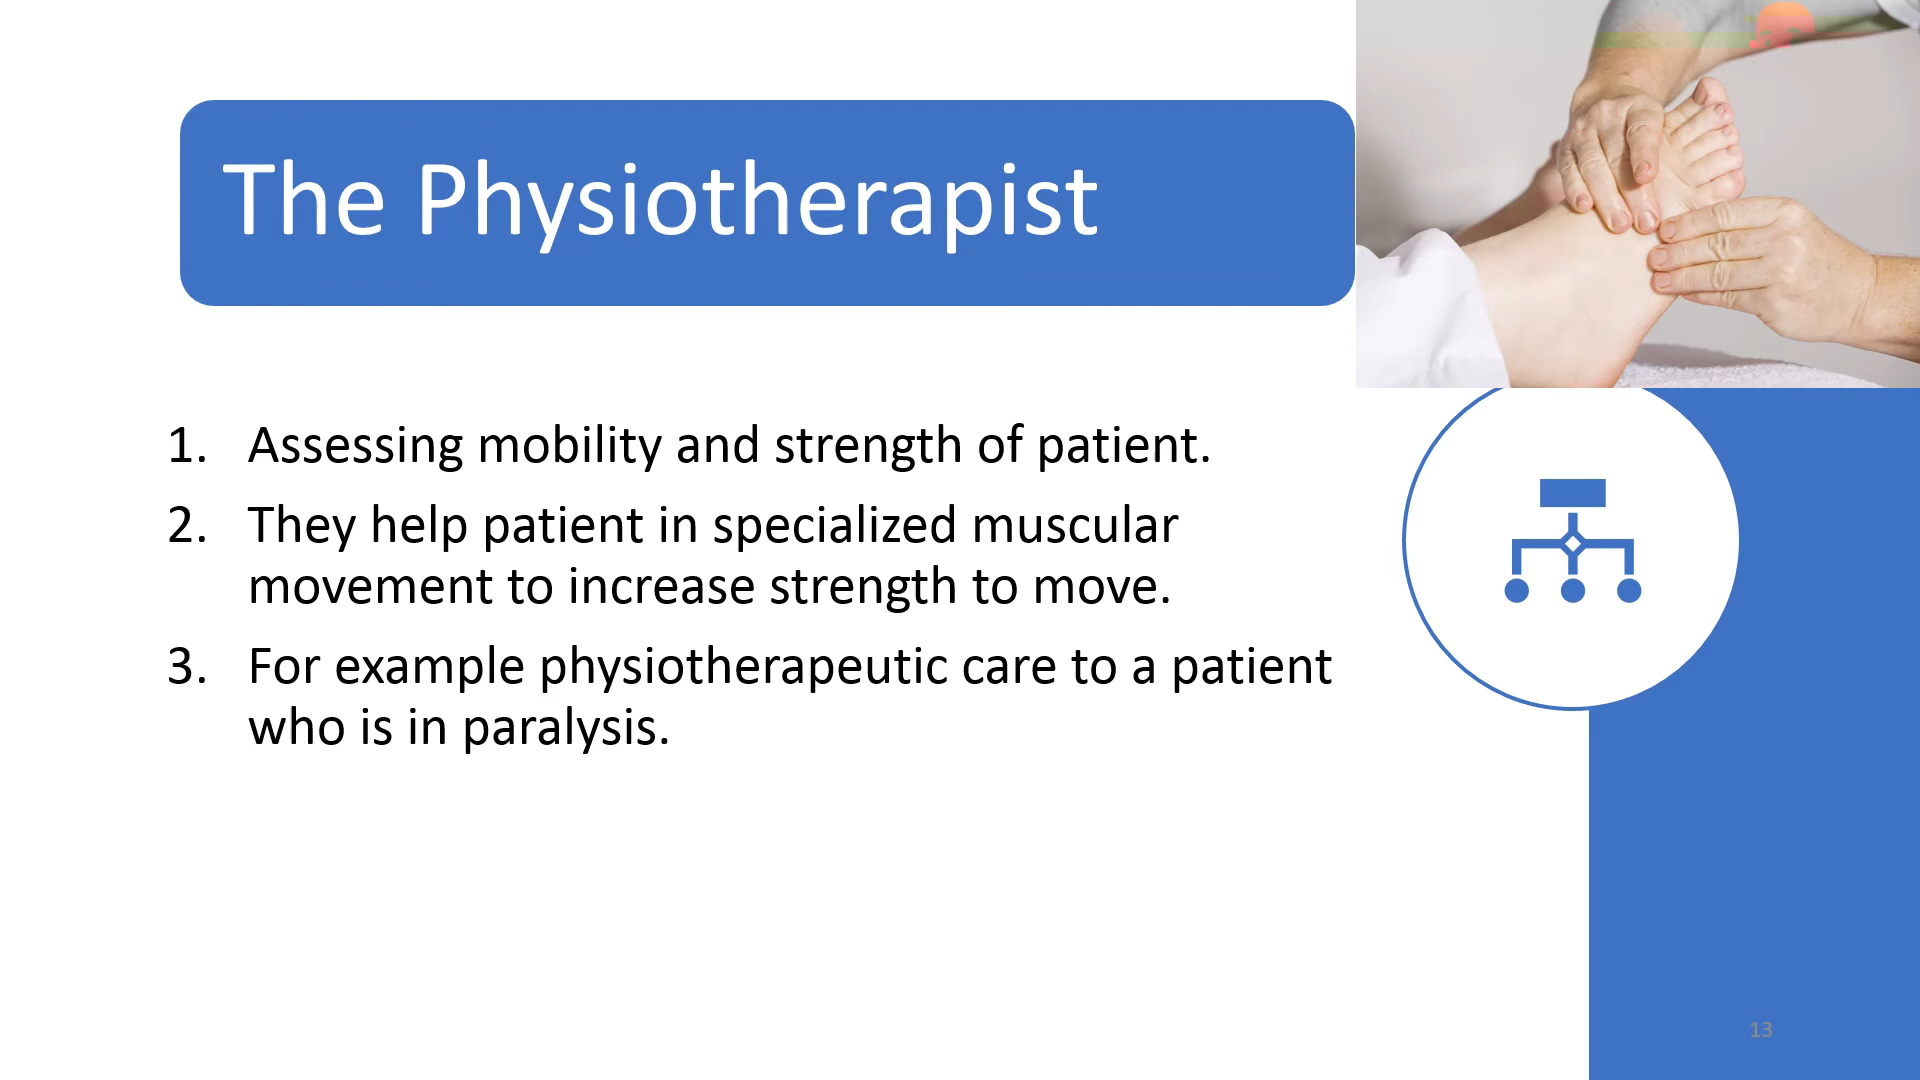 The Physiotherapist
1. Assessing mobility and strength of patient.
2. They help patient in specialized muscular
movement to increase strength to move.
3. For example physiotherapeutic care to a patient
who is in paralysis.
13